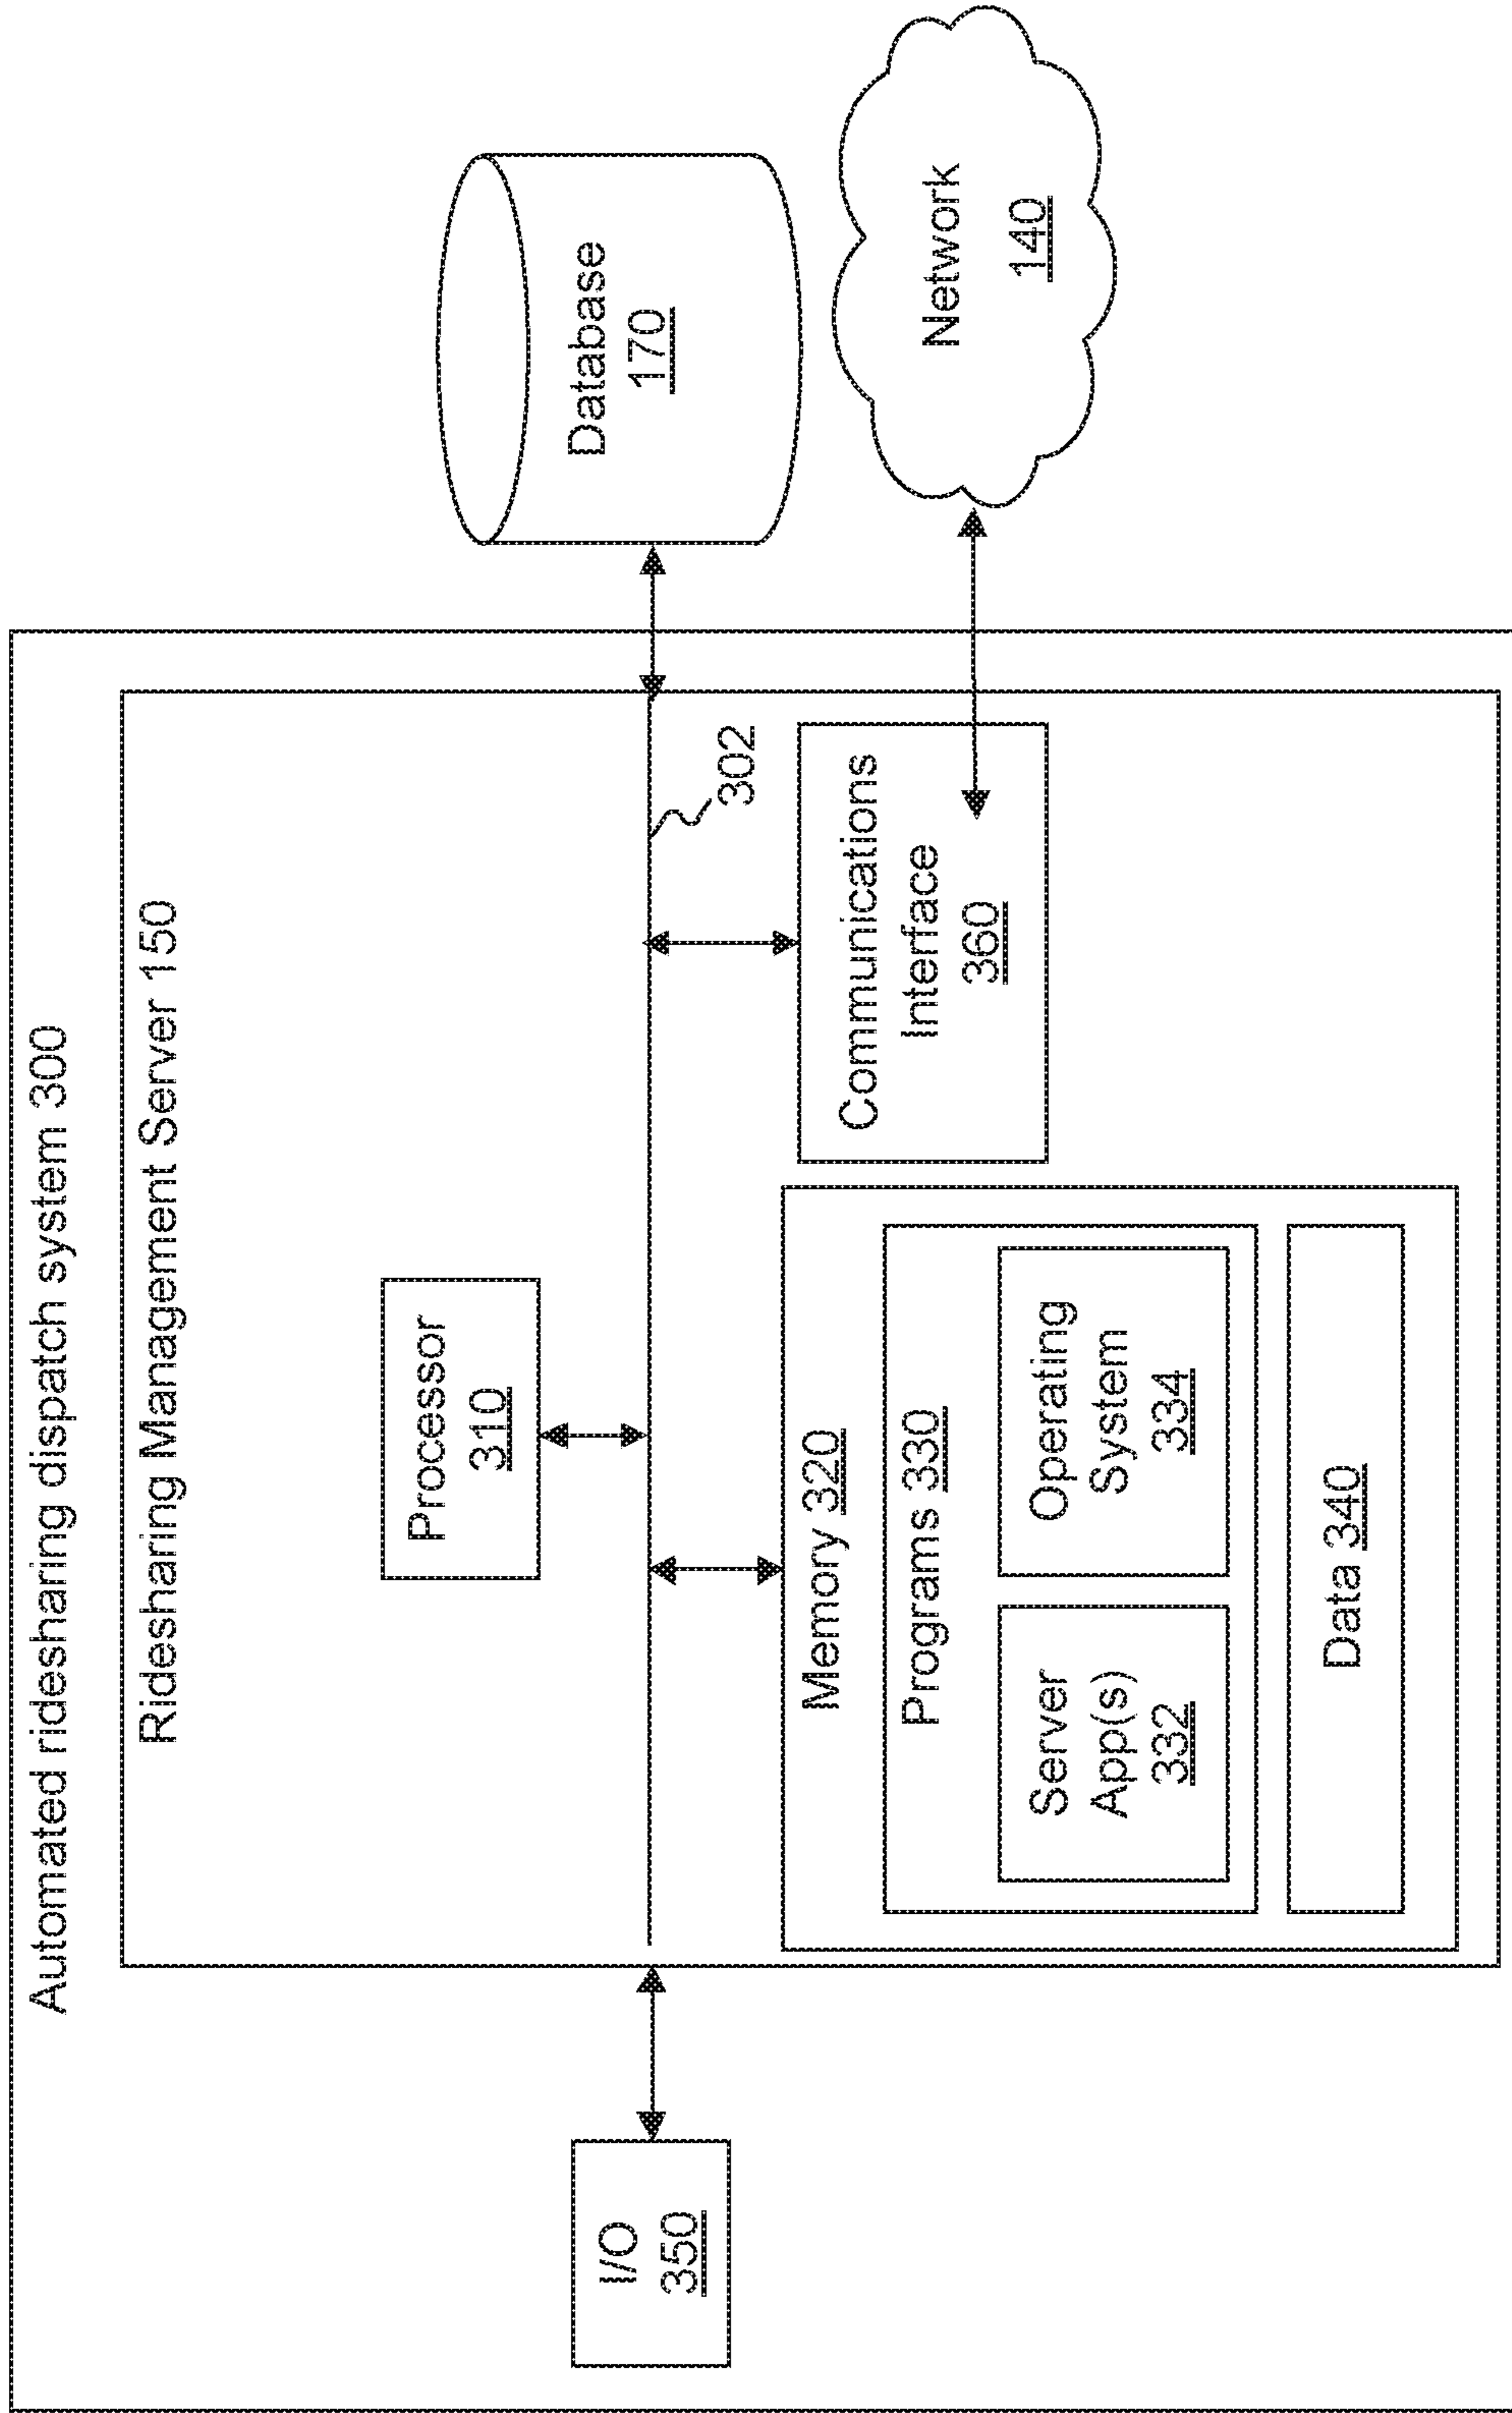 Automated ridesharing dispatch system 300
Ridesharing Management Server 150
I/O
350
Processor
310
302
Database
170
Network
140
Communications
Interface
360
Memory 320
Programs 330
Server
App(s)
332
Operating
System
334
Data 340